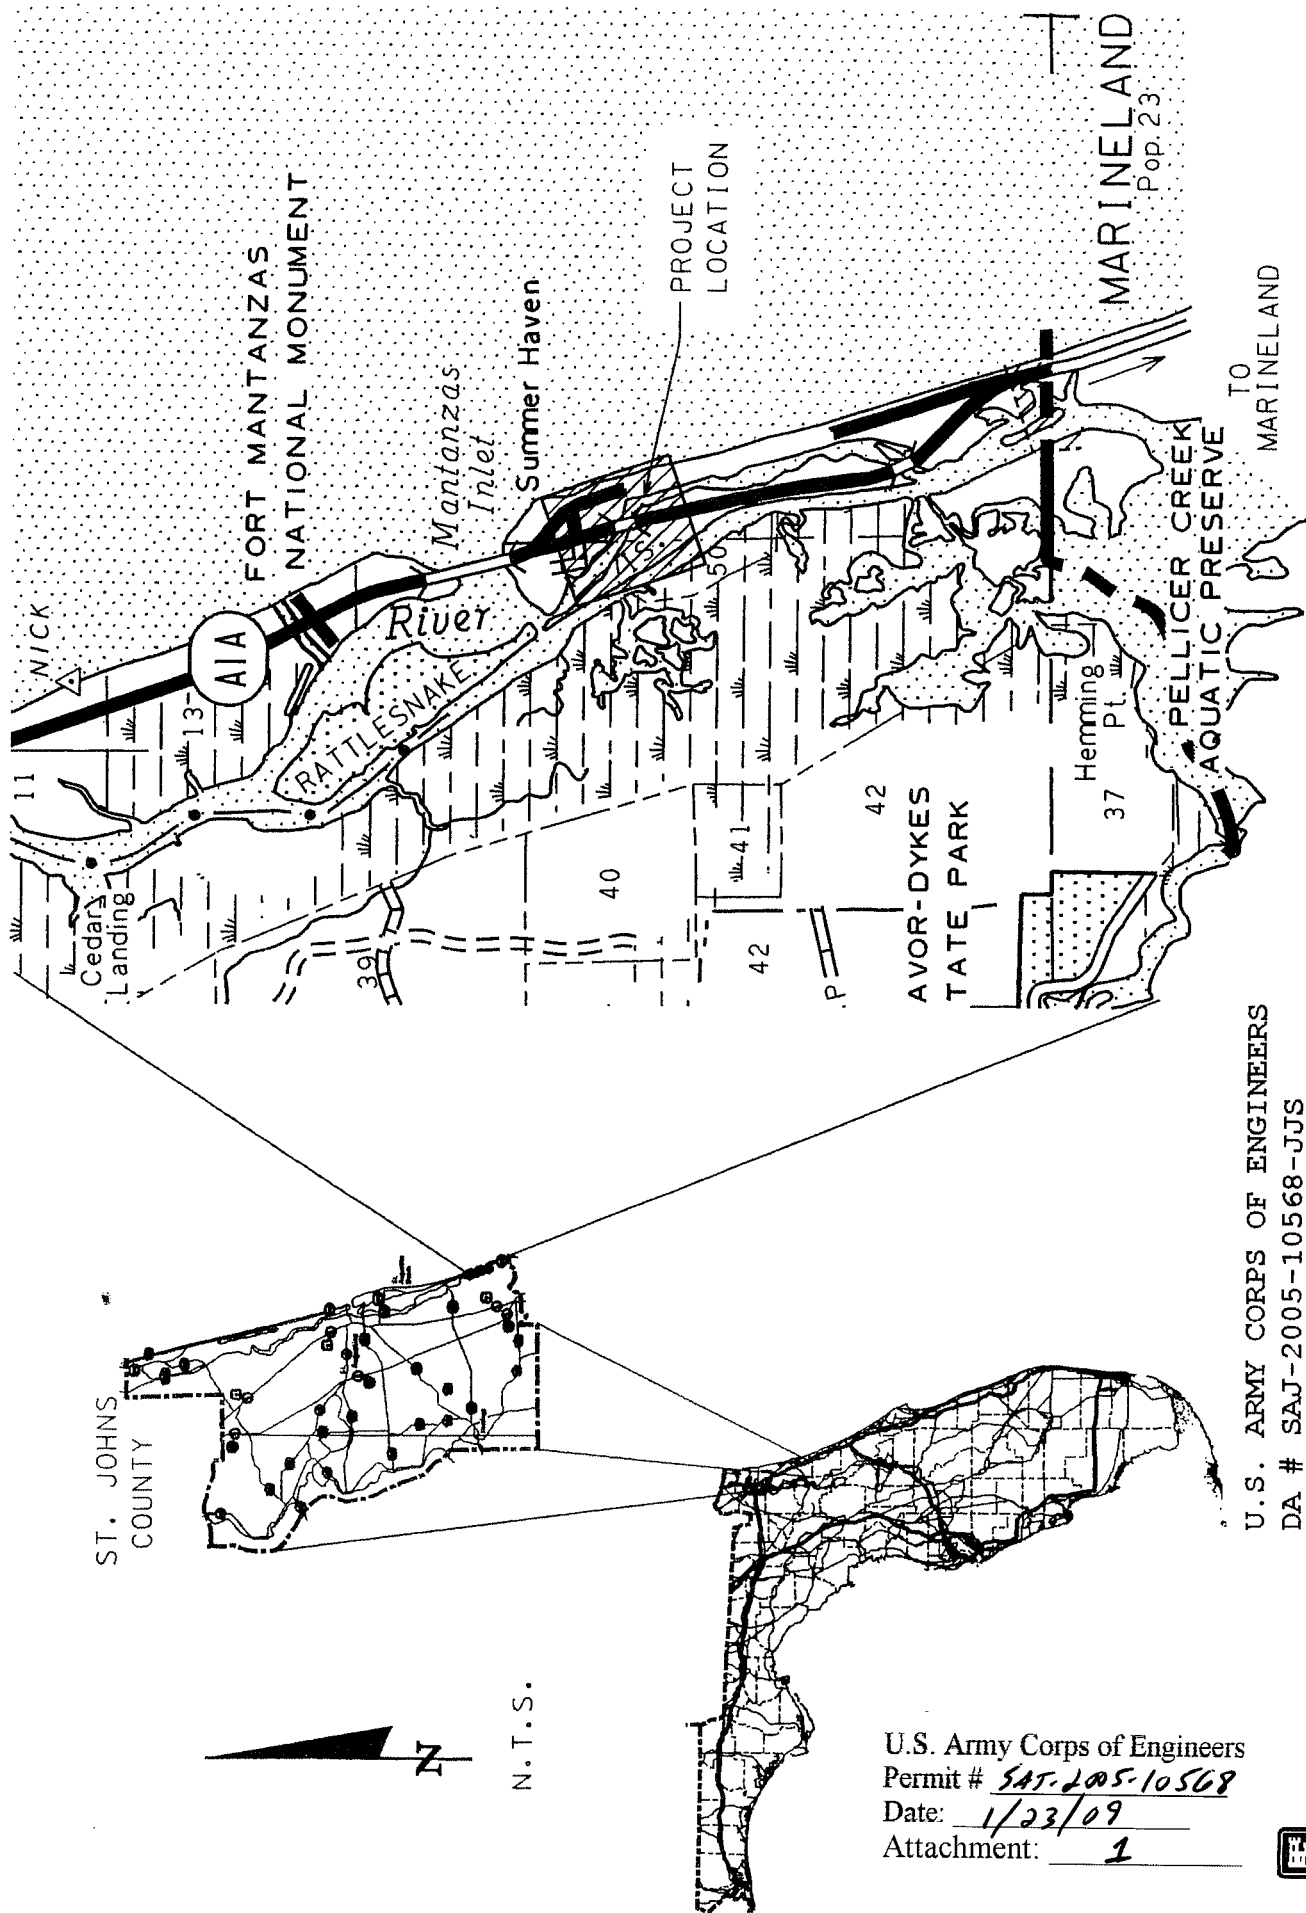 ST. JOHNS
COUNTY
N
N.T.S.
11
NICK
A1A
13
FORT MANTANZAS
NATIONAL MONUMENT
Cedar
Landing
RATTLESNAKE
River
Mantanzas
Inlet
Summer Haven
39
40
41
42
42
50
PROJECT
LOCATION
P
AVOR-DYKES
TATE PARK
Hemming
Pt.
37
PELLICER CREEK
AQUATIC PRESERVE
MARINELAND
Pop.23
TO
MARINELAND
U.S. ARMY CORPS OF ENGINEERS
DA # SAJ-2005-10568-JJS
U.S. Army Corps of Engineers
Permit # SAJ-2005-10568
Date: 1/23/09
Attachment: 1